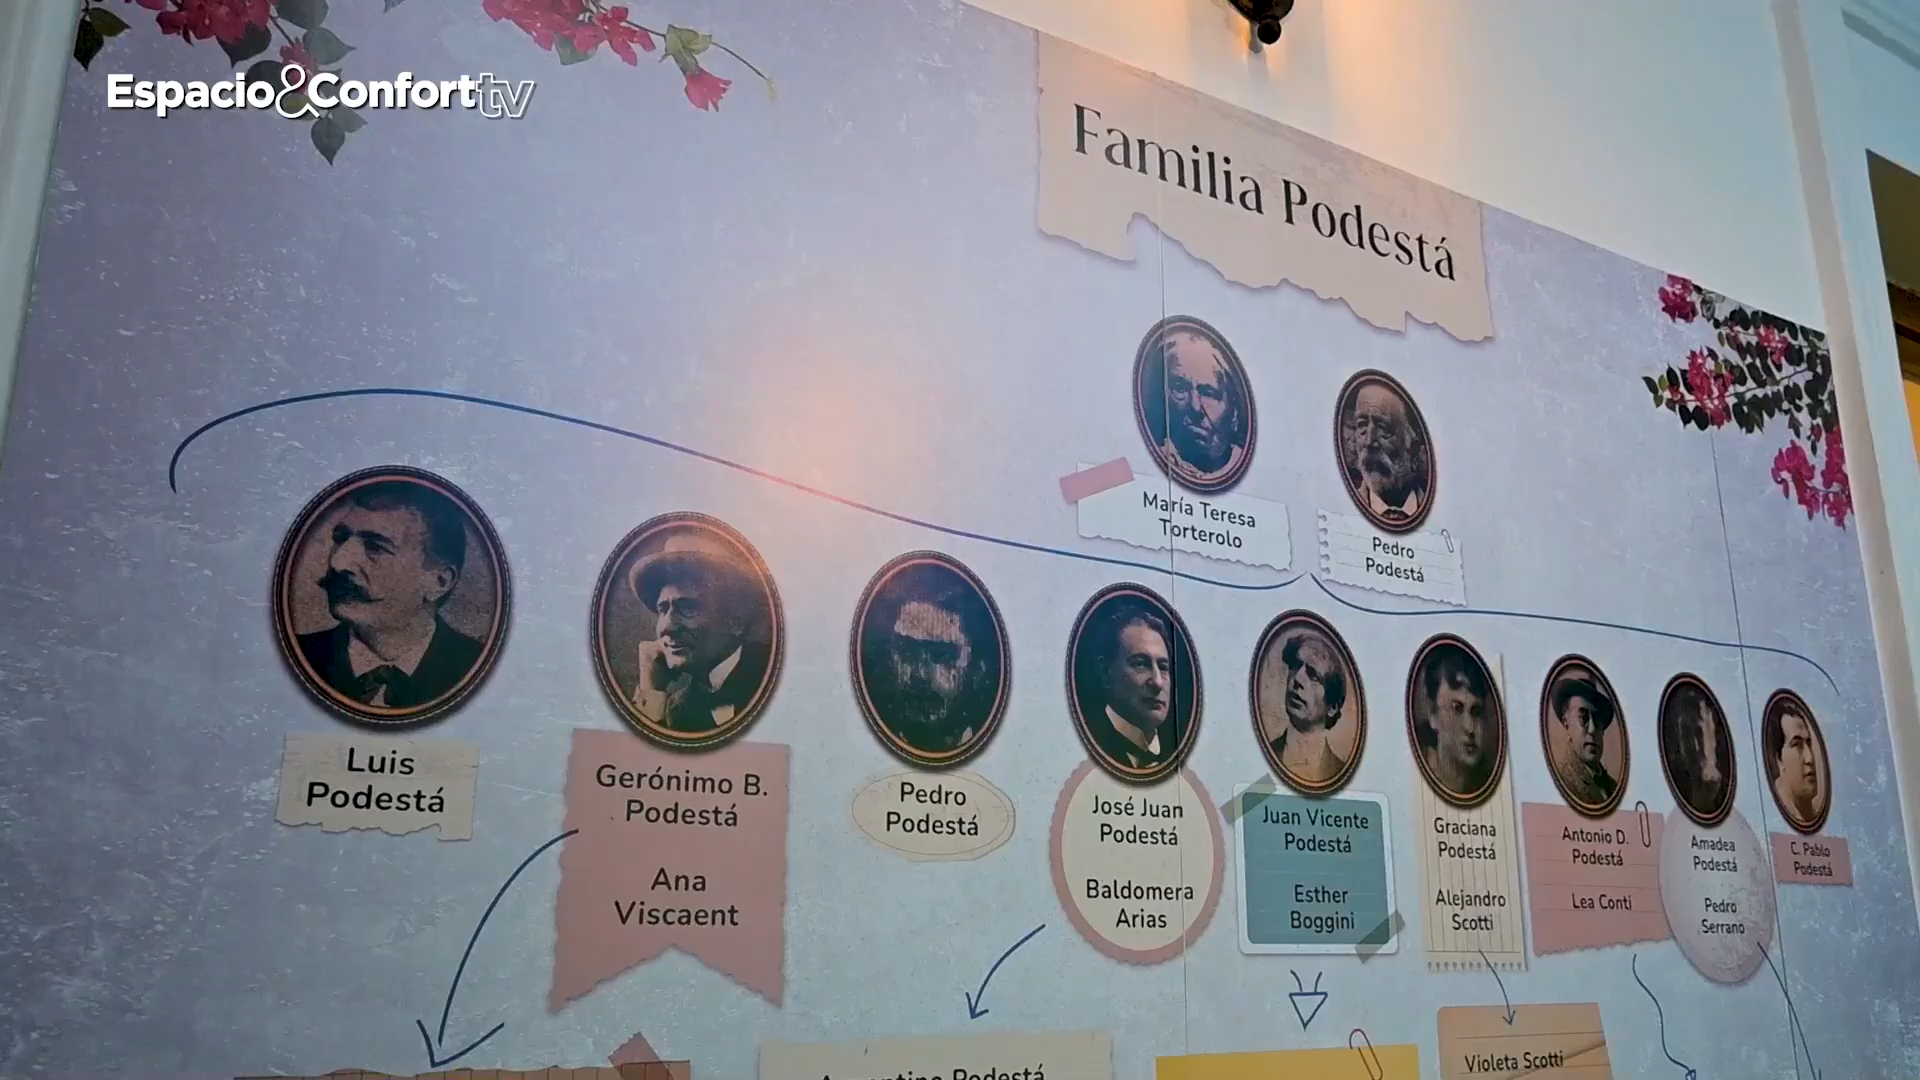 Espacio&Conforttv
Familia Podestá
María Teresa
Torterolo
Pedro
Podestá
Luis
Podestá
Gerónimo B.
Podestá
Ana
Viscaent
Pedro
Podestá
José Juan
Podestá
Baldomera
Arias
Juan Vicente
Podestá
Esther
Boggini
Graciana
Podestá
Alejandro
Scotti
Antonio D.
Podestá
Lea Conti
Amadea
Podestá
Pedro
Serrano
C. Pablo
Podestá
Podestá
Violeta Scotti